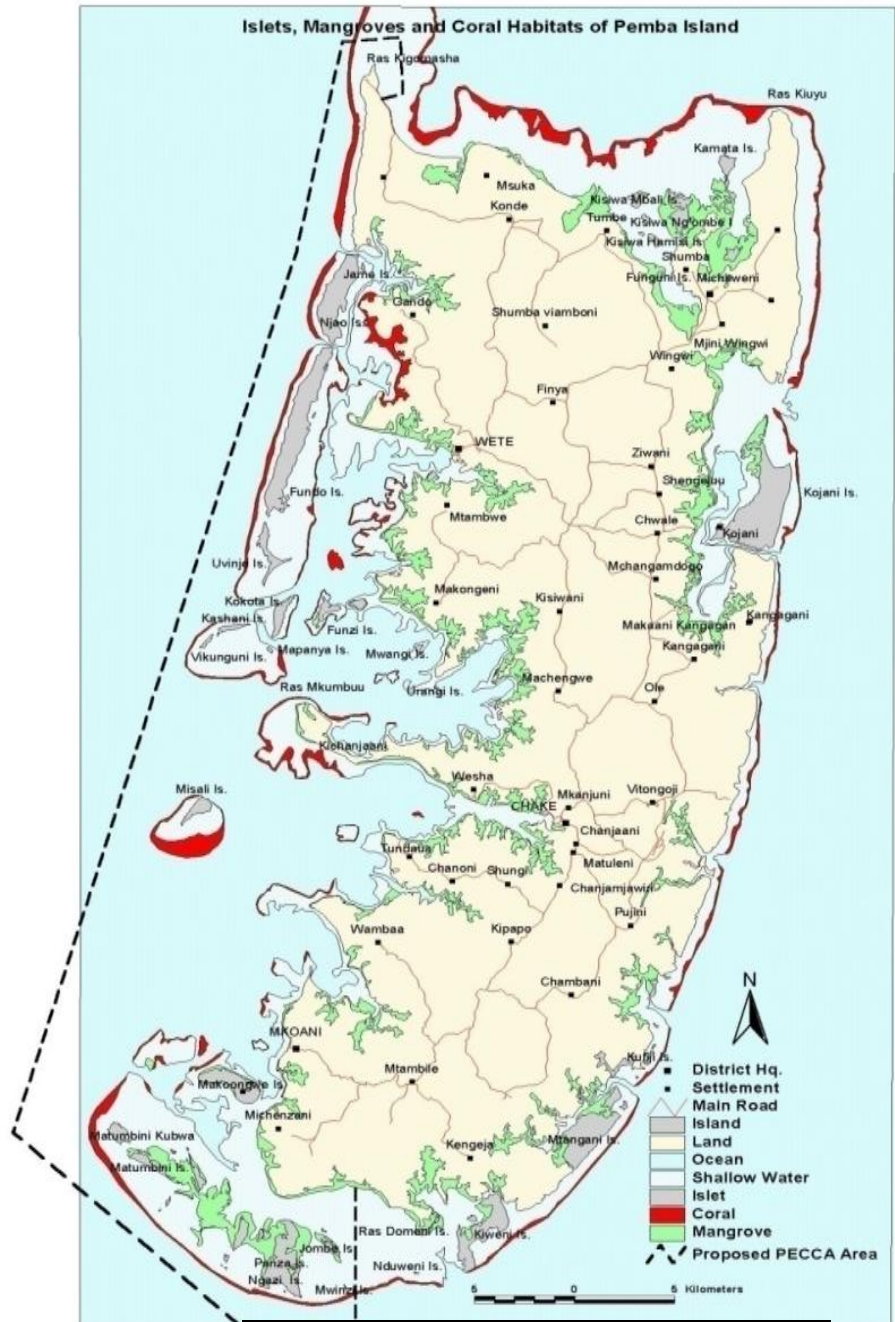 Islets, Mangroves and Coral Habitats of Pemba Island
Ras Kigomasha
Ras Kiuyu
Kamata Is.
Msuka
Kisiwa Mbali Is.
Konde
Kisiwa Ng'ombe I
Tumbe
Kisiwa Hamisi Is.
Shumba
Jame Is.
Funguni Is.
Micheweni
Gando
Shumba viamboni
Njao Is.
Mjini Wingwi
Wingwi
Finya
WETE
Ziwani
Shengejuu
Fundo Is.
Kojani Is.
Mtambwe
Chwale
Kojani
Uvinje Is.
Mchangamdogo
Kokota Is.
Makongeni
Kisiwani
Kashani Is.
Funzi Is.
Makaani Kangagan
Kangagani
Mapanya Is.
Mwangi Is.
Kangagani
Vikunguni Is.
Machengwe
Ras Mkumbuu
Urangi Is.
Ole
Kichanjaani
Misali Is.
Wesha
Mkanjuni
Vitongoji
CHAKE
Chanjaani
Tundaua
Matuleni
Chanoni
Shungi
Chanjamjawiri
Pujini
Wambaa
Kipapo
Chambani
N
MKOANI
Kufiji Is.
District Hq.
Mtambile
Settlement
Makoongwe Is.
Main Road
Michenzani
Island
Matumbini Kubwa
Mtangani Is.
Land
Kengeja
Ocean
Matumbini Is.
Shallow Water
Islet
Coral
Ras Domeni Is.
Kiweni Is.
Mangrove
Jombe Is.
Proposed PECCA Area
Panza Is.
Nduweni Is.
Ngazi Is.
Mwinzi Is.
5 0 5 Kilometers